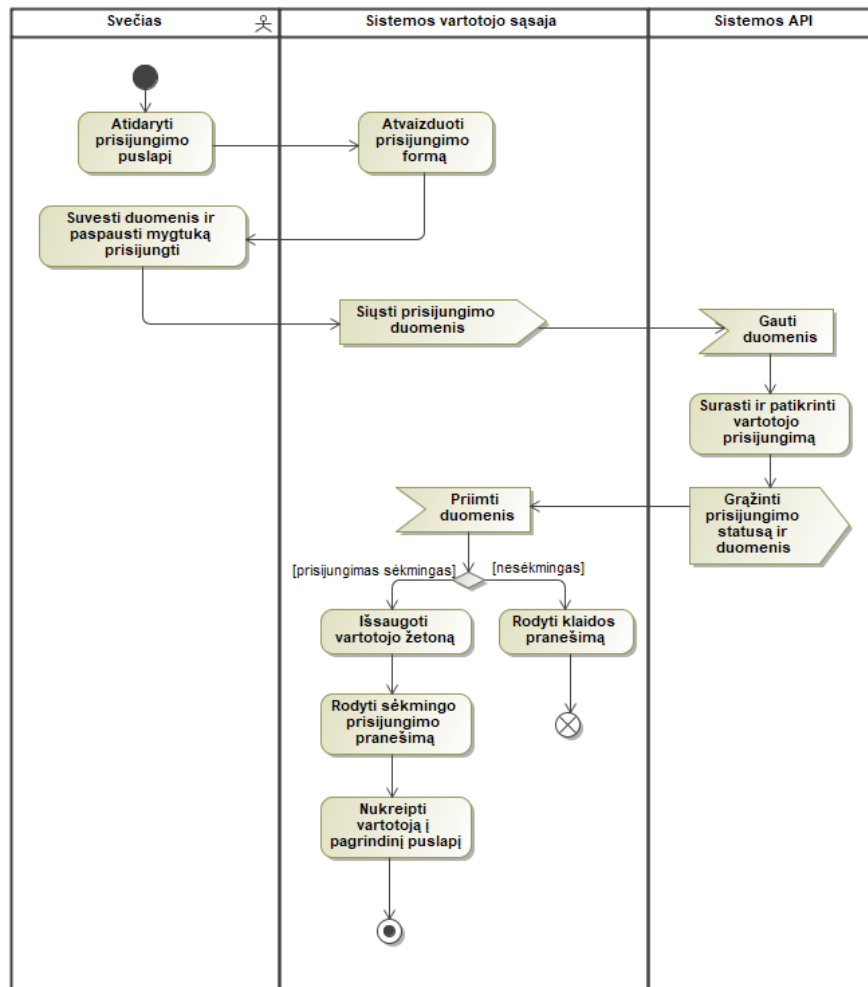 Svečias
Sistemos vartotojo sąsaja
Sistemos API
Atidaryti
prisijungimo
puslapį
Atvaizduoti
prisijungimo
formą
Suvesti duomenis ir
paspausti mygtuką
prisijungti
Siųsti prisijungimo
duomenis
Gauti
duomenis
Surasti ir patikrinti
vartotojo
prisijungimą
Grąžinti
prisijungimo
statusą ir
duomenis
Priimti
duomenis
[prisijungimas sėkmingas]
[nesėkmingas]
Išsaugoti
vartotojo žetoną
Rodyti klaidos
pranešimą
Rodyti sėkmingo
prisijungimo
pranešimą
Nukreipti
vartotoją į
pagrindinį puslapį